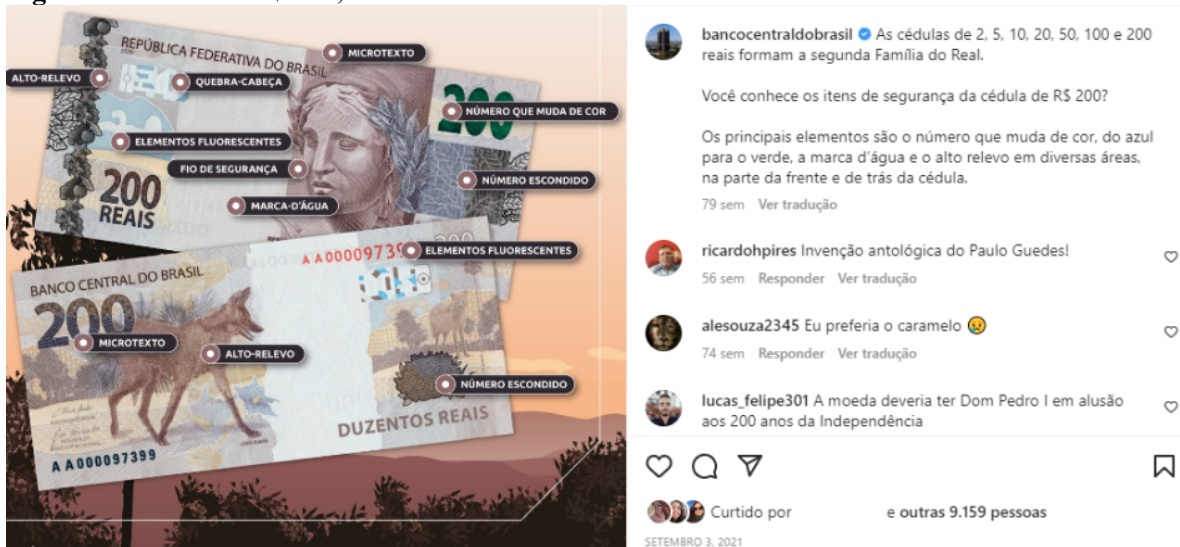 REPÚBLICA FEDERATIVA DO BRASIL
MICROTEXTO
ALTO-RELEVO
QUEBRA-CABEÇA
200
NÚMERO QUE MUDA DE COR
ELEMENTOS FLUORESCENTES
FIO DE SEGURANÇA
NÚMERO ESCONDIDO
200
REAIS
MARCA-D'ÁGUA
BANCO CENTRAL DO BRASIL
AA00009739
ELEMENTOS FLUORESCENTES
200
MICROTEXTO
ALTO-RELEVO
NÚMERO ESCONDIDO
DUZENTOS REAIS
AA000097399
bancocentraldobrasil As cédulas de 2, 5, 10, 20, 50, 100 e 200
reais formam a segunda Família do Real.
Você conhece os itens de segurança da cédula de R$ 200?
Os principais elementos são o número que muda de cor, do azul
para o verde, a marca d'água e o alto relevo em diversas áreas,
na parte da frente e de trás da cédula.
79 sem Ver tradução
ricardohpires Invenção antológica do Paulo Guedes!
56 sem Responder Ver tradução
alesouza2345 Eu preferia o caramelo 😢
74 sem Responder Ver tradução
lucas_felipe301 A moeda deveria ter Dom Pedro I em alusão
aos 200 anos da Independência
Curtido por e outras 9.159 pessoas
SETEMBRO 3, 2021